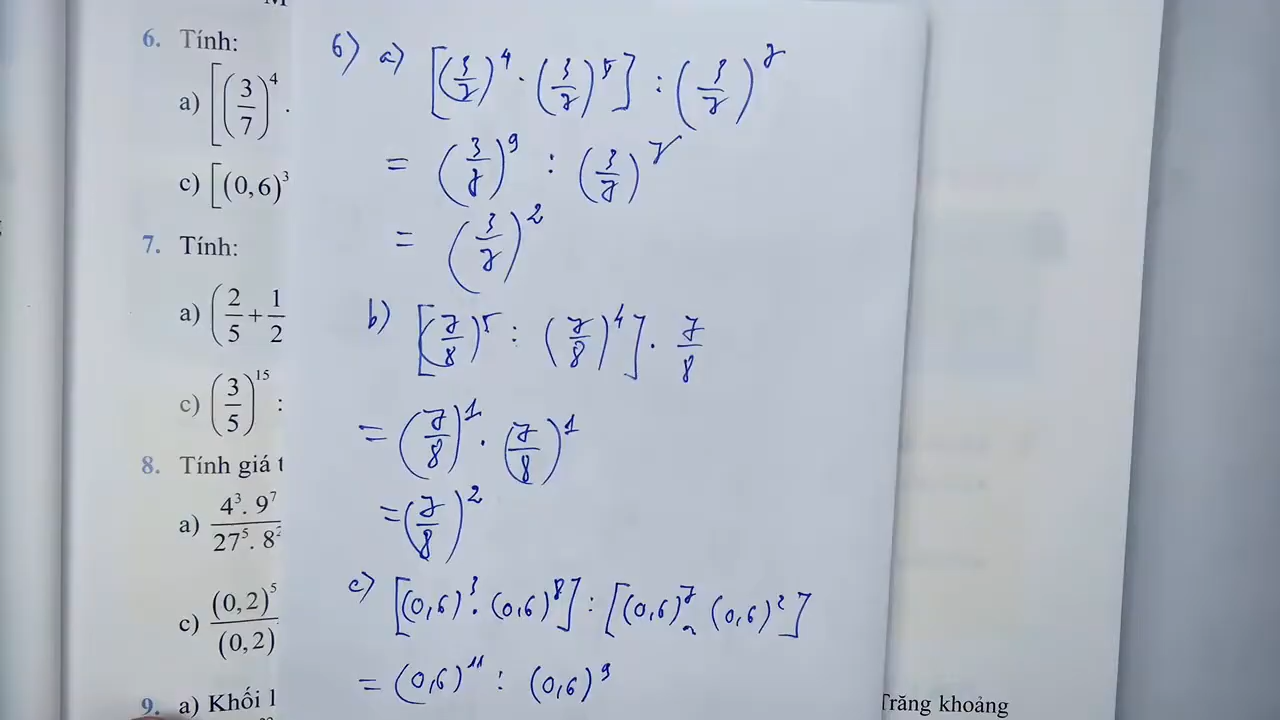 6. Tính:
a) [(3/7)^4 .
c) [(0,6)^3
7. Tính:
a) (2/5 + 1/2
c) (3/5)^15 :
8. Tính giá t
a) 4^3. 9^7 / 27^5. 8^2
c) (0,2)^5 / (0,2)
9. a) Khối l
Trăng khoảng
6) a) [(3/7)^4 . (3/7)^5] : (3/7)^7
= (3/7)^9 : (3/7)^7
= (3/7)^2
b) [(7/8)^5 : (7/8)^4] . 7/8
= (7/8)^1 . (7/8)^1
= (7/8)^2
c) [(0,6)^3 . (0,6)^8] : [(0,6)^7 . (0,6)^2]
= (0,6)^11 : (0,6)^9